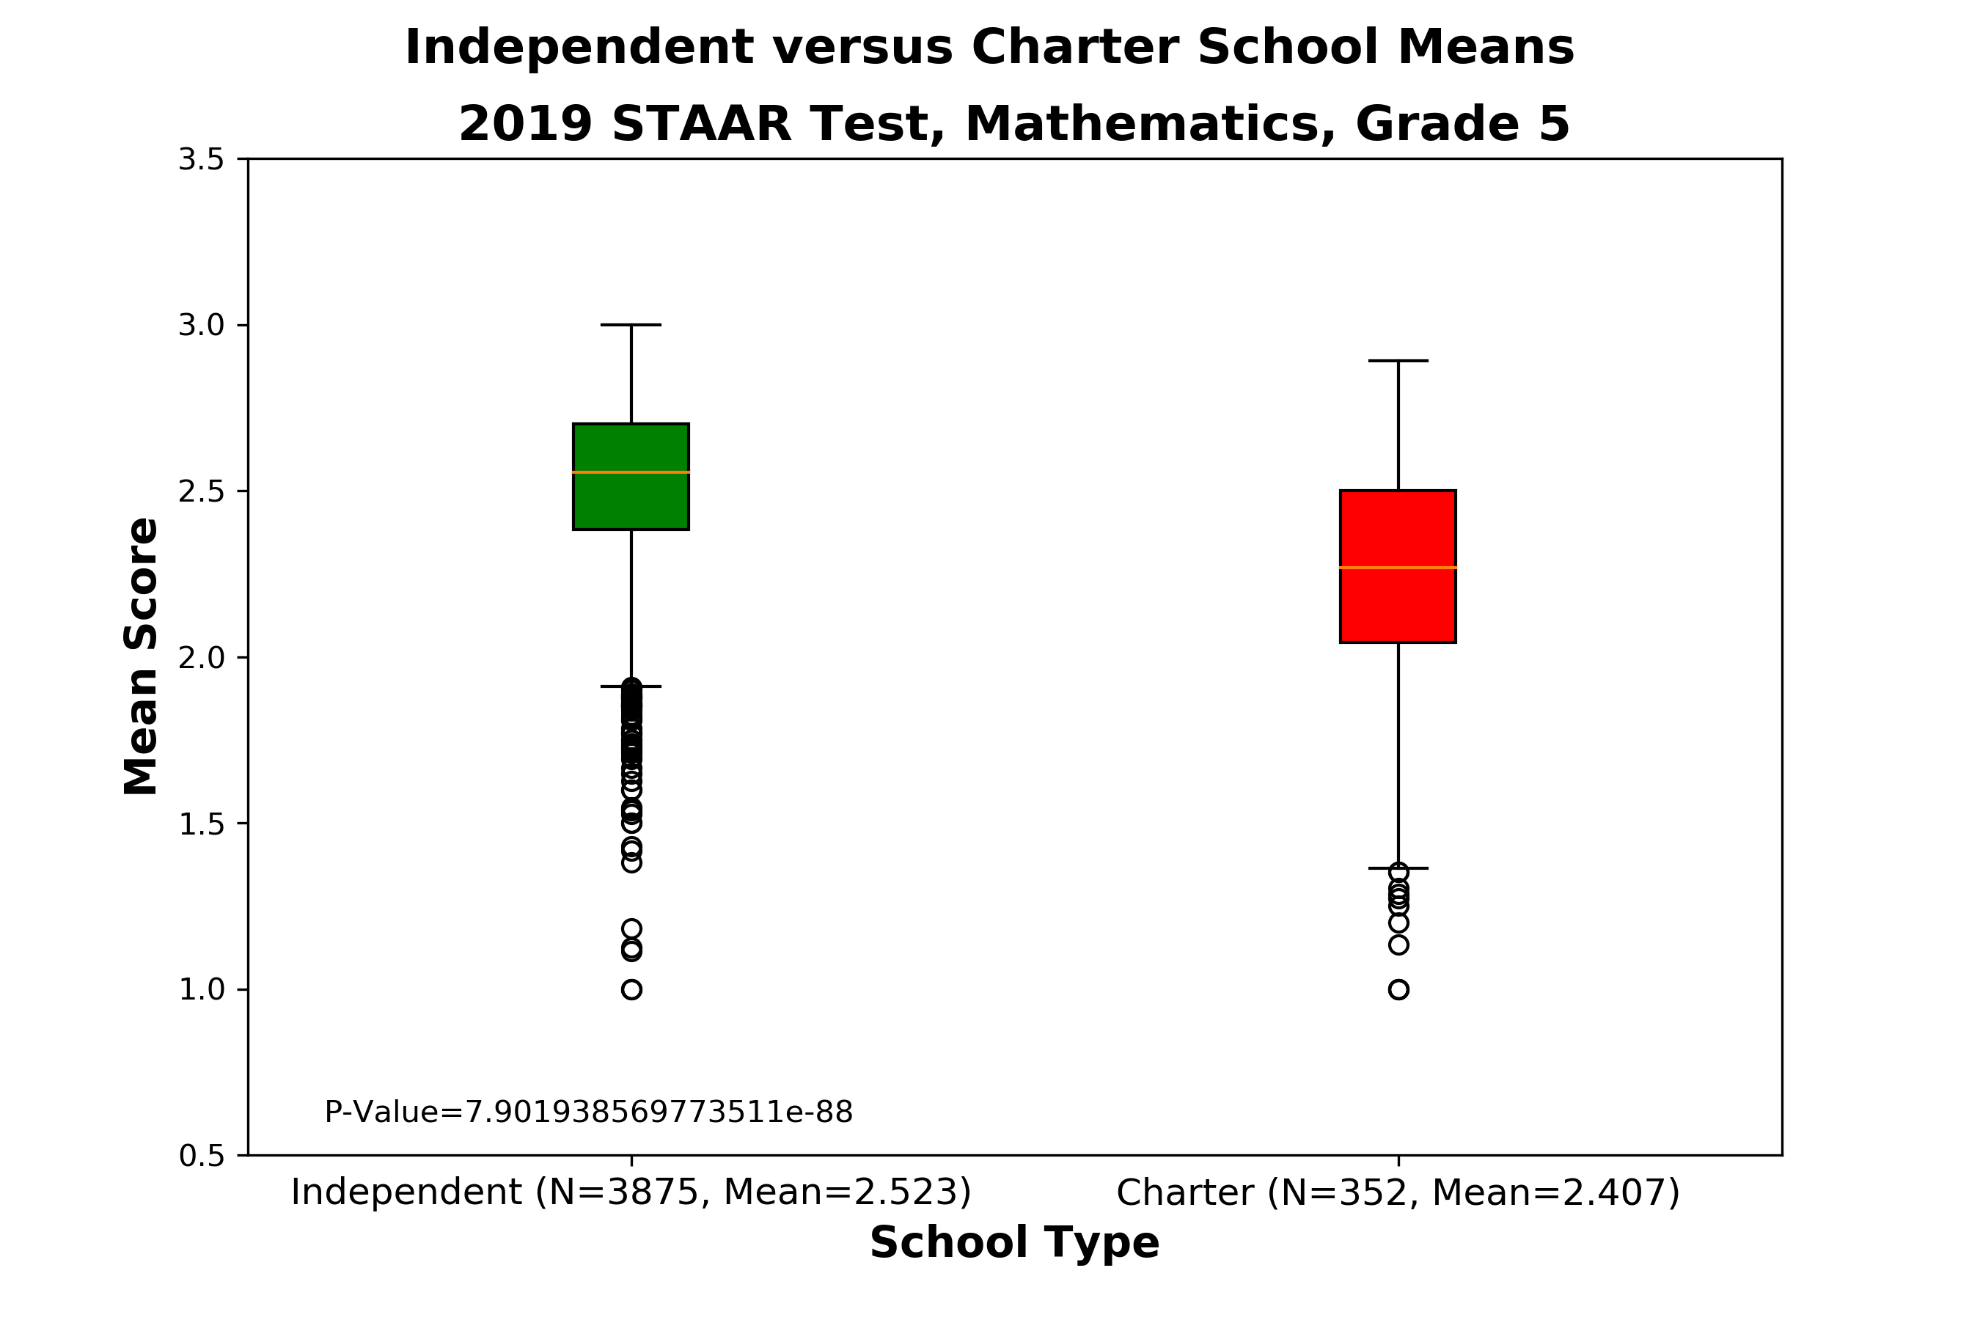 Independent versus Charter School Means
2019 STAAR Test, Mathematics, Grade 5
3.5
3.0
2.5
2.0
1.5
1.0
0.5
Mean Score
P-Value=7.901938569773511e-88
Independent (N=3875, Mean=2.523)
Charter (N=352, Mean=2.407)
School Type